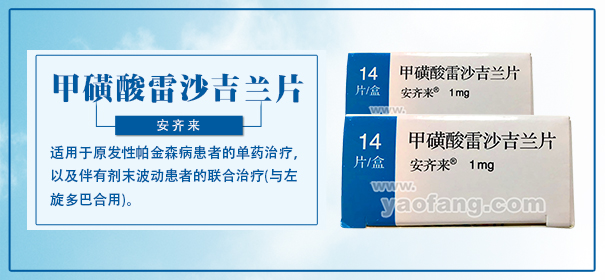 甲磺酸雷沙吉兰片
安齐来
适用于原发性帕金森病患者的单药治疗，
以及伴有剂末波动患者的联合治疗(与左
旋多巴合用)。
14
片/盒
甲磺酸雷沙吉兰片
安齐来® 1mg
www.
14
片/盒
甲磺酸雷沙吉兰片
安齐来® 1mg
www.
yaofang.com